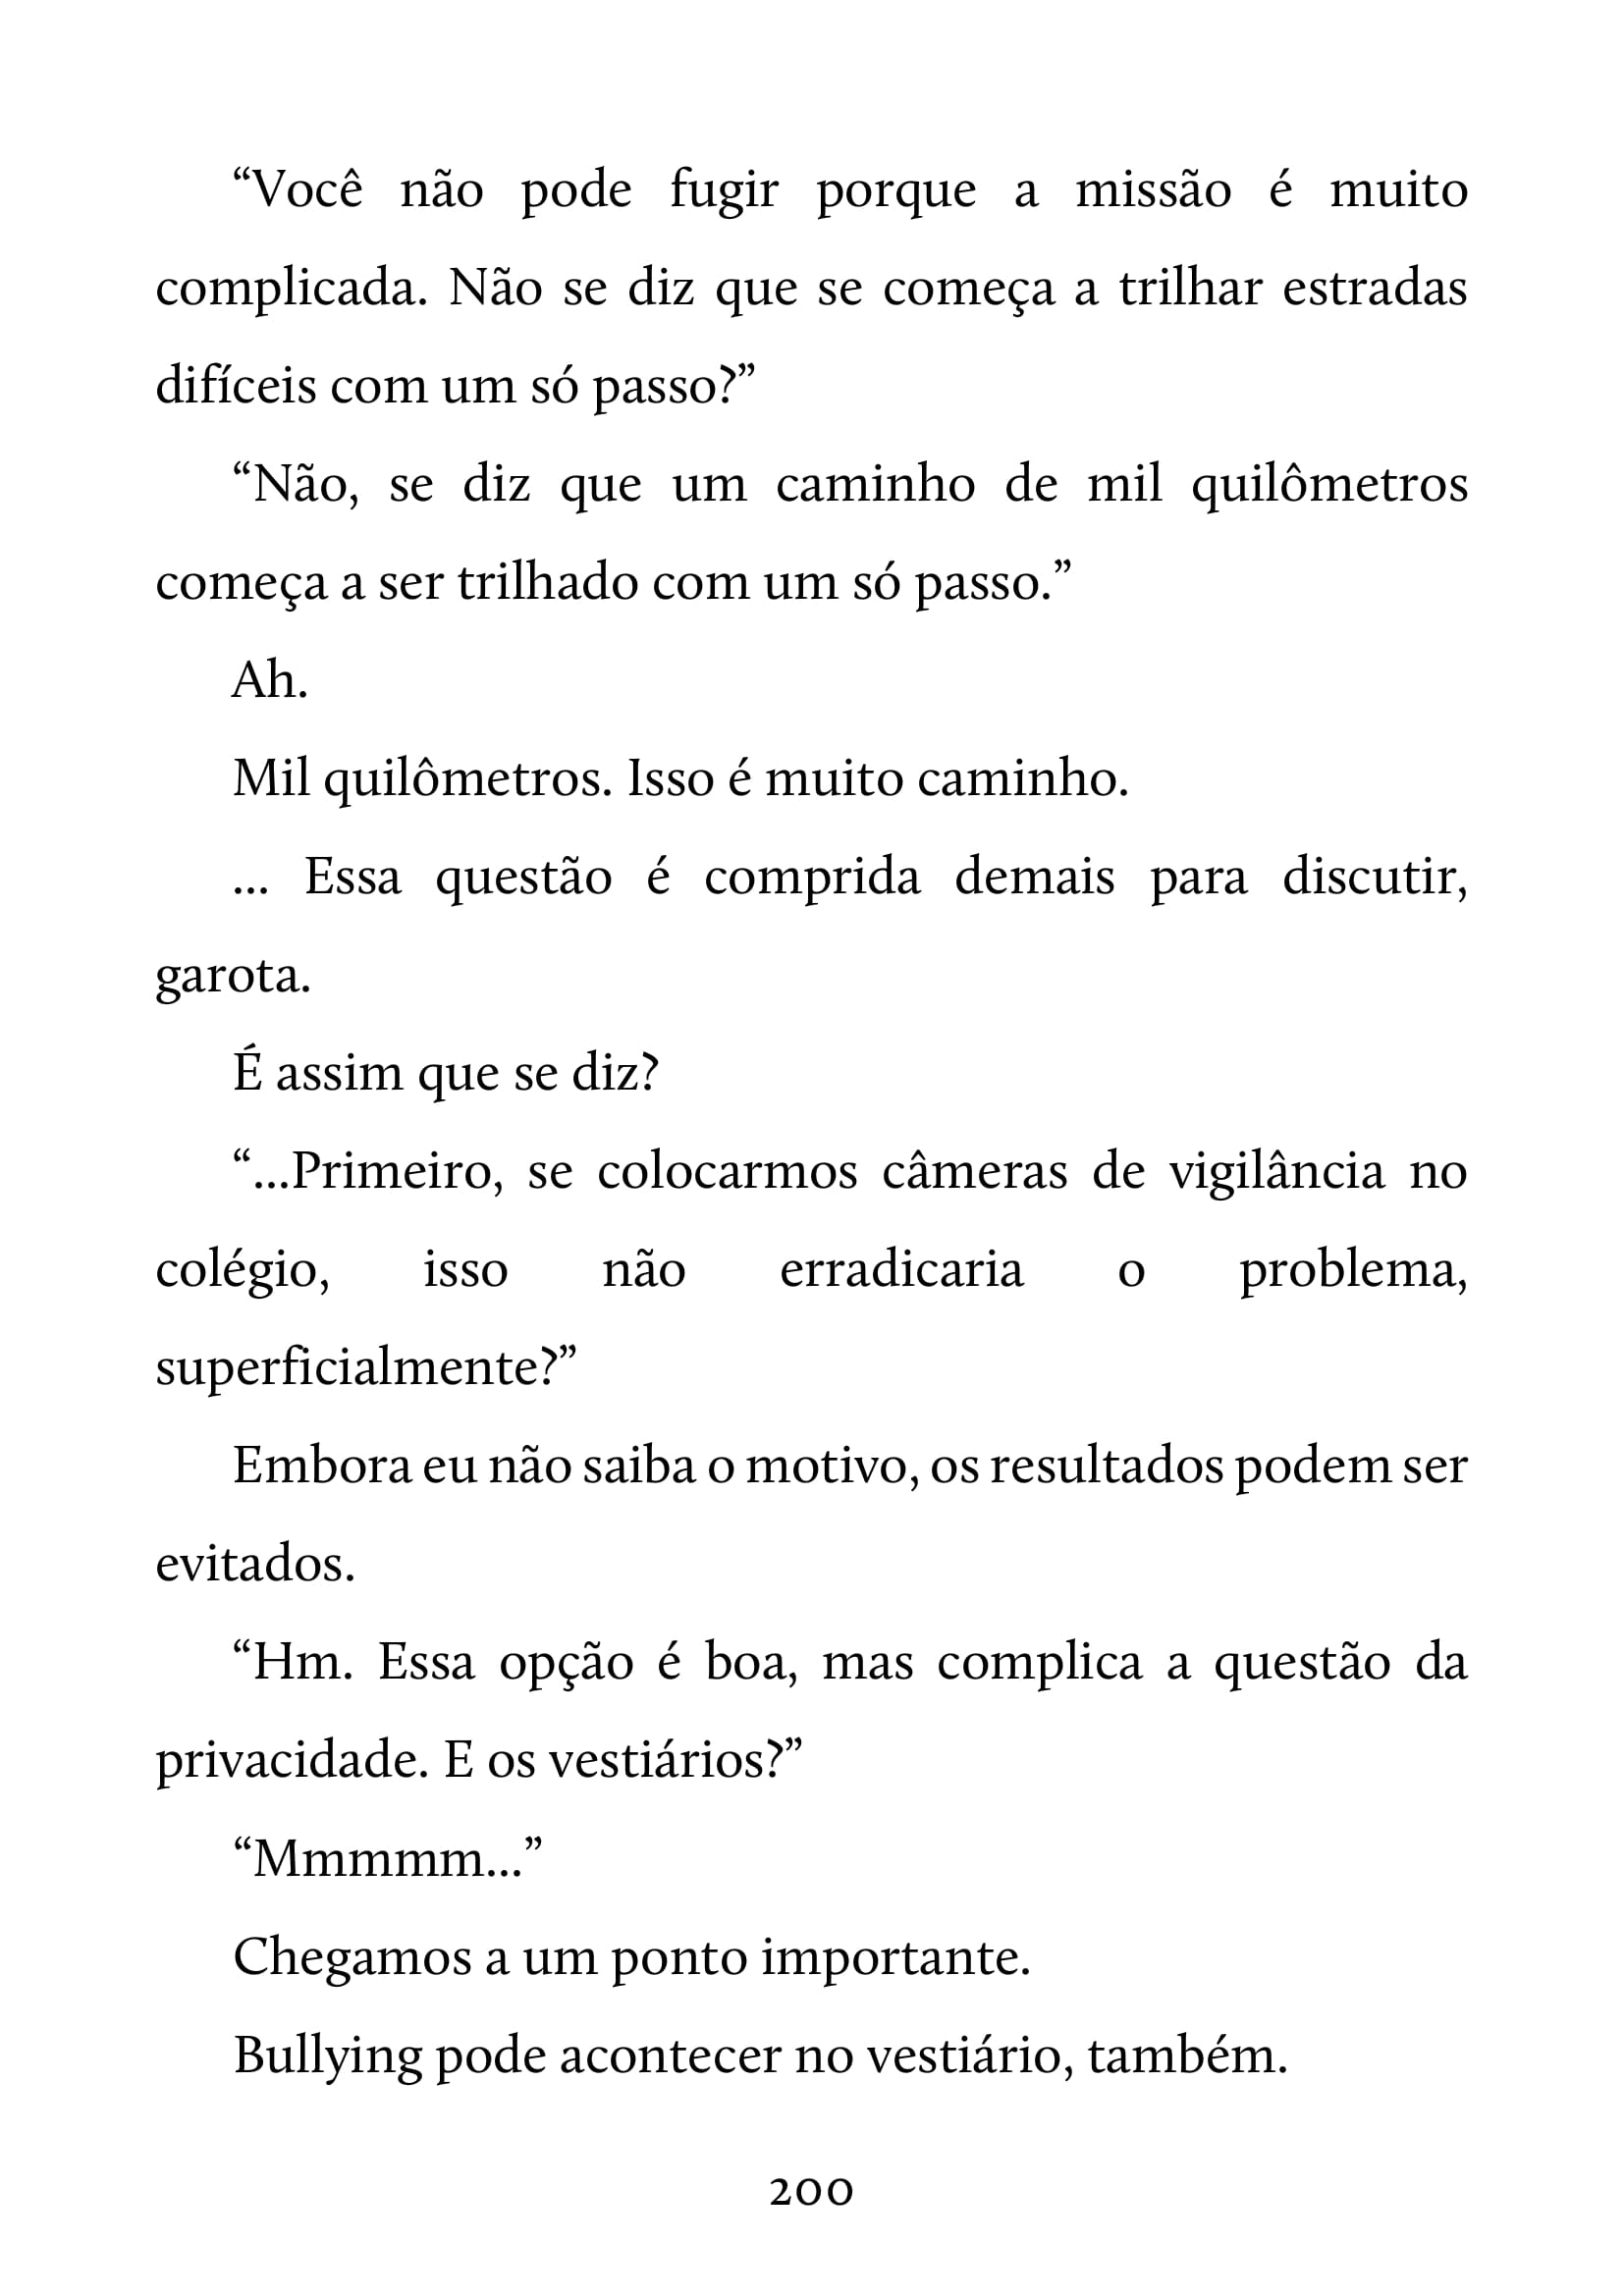 “Você não pode fugir porque a missão é muito
complicada. Não se diz que se começa a trilhar estradas
difíceis com um só passo?”
“Não, se diz que um caminho de mil quilômetros
começa a ser trilhado com um só passo.”
Ah.
Mil quilômetros. Isso é muito caminho.
... Essa questão é comprida demais para discutir,
garota.
É assim que se diz?
“...Primeiro, se colocarmos câmeras de vigilância no
colégio, isso não erradicaria o problema,
superficialmente?”
Embora eu não saiba o motivo, os resultados podem ser
evitados.
“Hm. Essa opção é boa, mas complica a questão da
privacidade. E os vestiários?”
“Mmmmm...”
Chegamos a um ponto importante.
Bullying pode acontecer no vestiário, também.
200